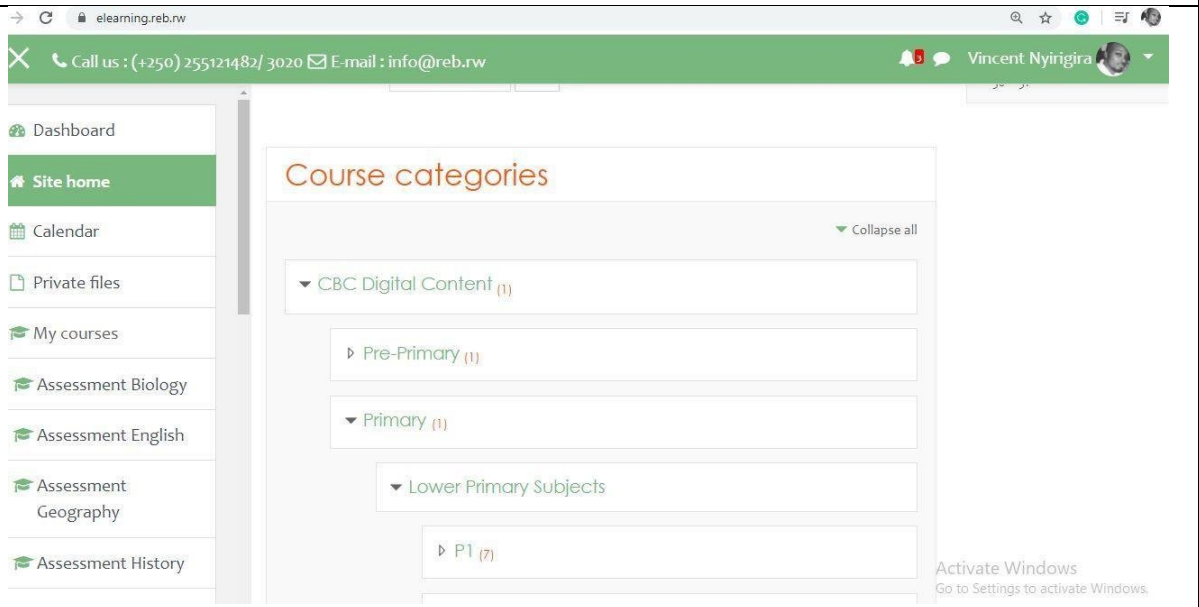 elearning.reb.rw
Call us : (+250) 255121482/ 3020 E-mail : info@reb.rw
3
Vincent Nyirigira
Dashboard
Site home
Calendar
Private files
My courses
Assessment Biology
Assessment English
Assessment
Geography
Assessment History
Course categories
Collapse all
CBC Digital Content (1)
Pre-Primary (1)
Primary (1)
Lower Primary Subjects
P1 (7)
Activate Windows
Go to Settings to activate Windows.